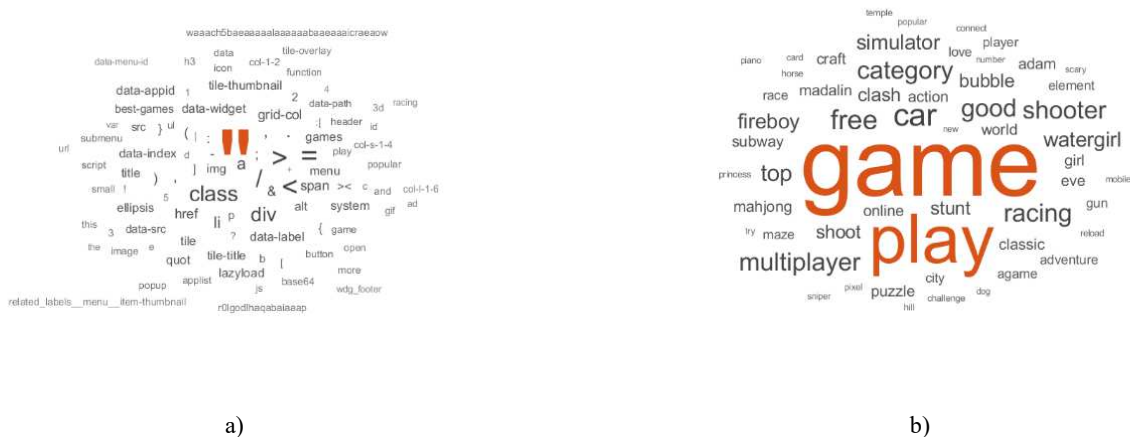 waaach5baeaaaaalaaaaaabaaeaaaicraeaow
data tile-overlay
data-menu-id h3 icon col-1-2
tile-thumbnail function
data-appid 1 2 4
best-games data-widget grid-col data-path 3d racing
var src } ul ( | : " , . :[ header id
submenu games
url data-index d - a ; > = play col-s-1-4
script title ] img menu popular
small ! ) , / & < + span >< c and col-l-1-6
5 class
ellipsis href li p div alt system gif ad
this 3 data-src ? data-label { game
the image e tile button open
quot tile-title b [ more
popup applist lazyload base64
js wdg_footer
related_labels__menu__item-thumbnail
r0lgodlhaqabaiaaap
temple
popular connect
simulator love player
piano card craft number adam scary
horse category bubble element
race madalin clash action
fireboy free car good shooter
subway new world watergirl
game girl
princess top eve mobile
mahjong online stunt racing gun
try maze shoot play classic reload
multiplayer adventure
city agame
sniper pixel puzzle challenge dog
hill
a) b)